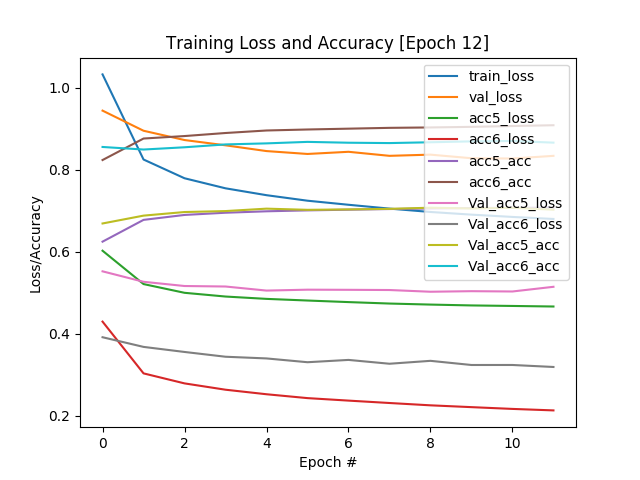 Training Loss and Accuracy [Epoch 12]
1.0
0.8
0.6
0.4
0.2
Loss/Accuracy
0
2
4
6
8
10
Epoch #
train_loss
val_loss
acc5_loss
acc6_loss
acc5_acc
acc6_acc
Val_acc5_loss
Val_acc6_loss
Val_acc5_acc
Val_acc6_acc